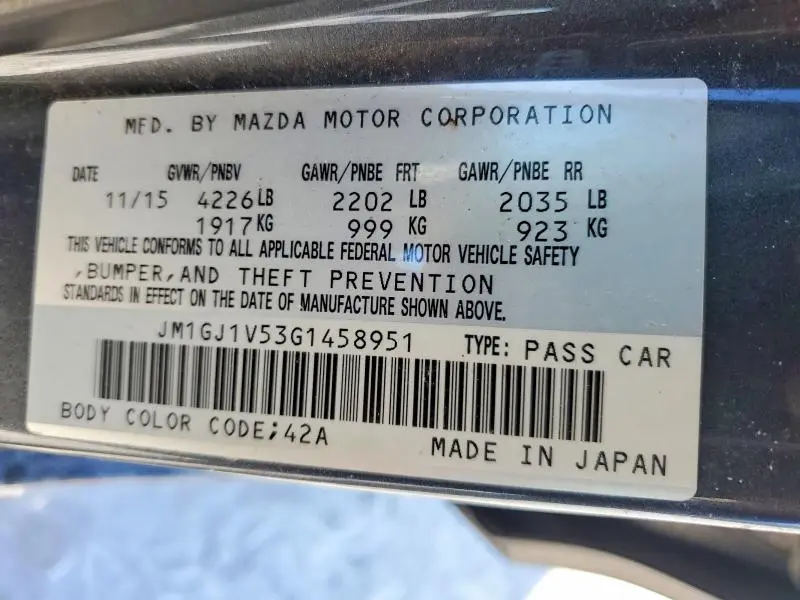 MFD. BY MAZDA MOTOR CORPORATION
DATE GVWR/PNBV GAWR/PNBE FRT GAWR/PNBE RR
11/15 4226 LB 2202 LB 2035 LB
1917 KG 999 KG 923 KG
THIS VEHICLE CONFORMS TO ALL APPLICABLE FEDERAL MOTOR VEHICLE SAFETY
,BUMPER,AND THEFT PREVENTION
STANDARDS IN EFFECT ON THE DATE OF MANUFACTURE SHOWN ABOVE.
JM1GJ1V53G1458951 TYPE: PASS CAR
BODY COLOR CODE;42A
MADE IN JAPAN